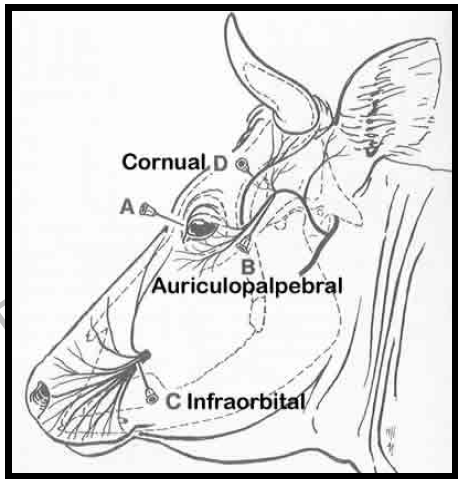 Cornual D
A
B
Auriculopalpebral
C Infraorbital